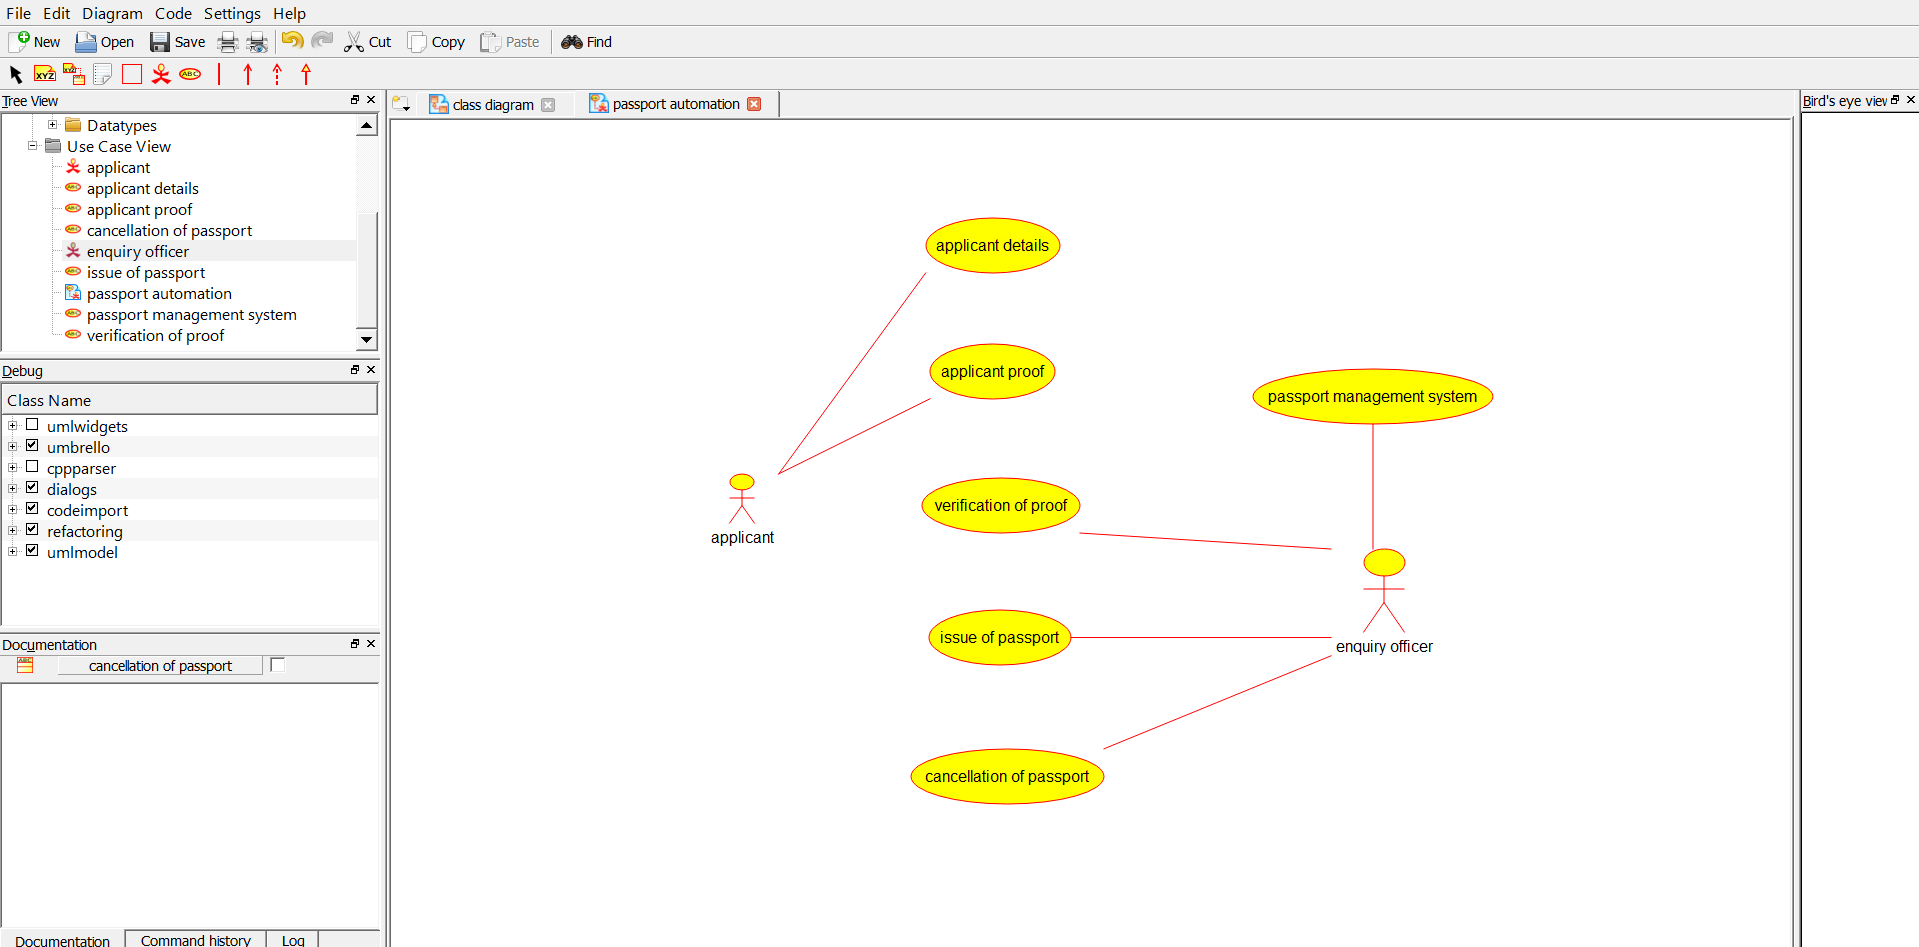 File Edit Diagram Code Settings Help
New Open Save Cut Copy Paste Find
XYZ XYZ ABC
Tree View
class diagram passport automation
Bird's eye view
Datatypes
Use Case View
applicant
applicant details
applicant proof
cancellation of passport
enquiry officer
issue of passport
passport automation
passport management system
verification of proof
Debug
Class Name
umlwidgets
umbrello
cppparser
dialogs
codeimport
refactoring
umlmodel
Documentation
cancellation of passport
Documentation Command history Log
applicant details
applicant proof
passport management system
verification of proof
applicant
issue of passport
enquiry officer
cancellation of passport